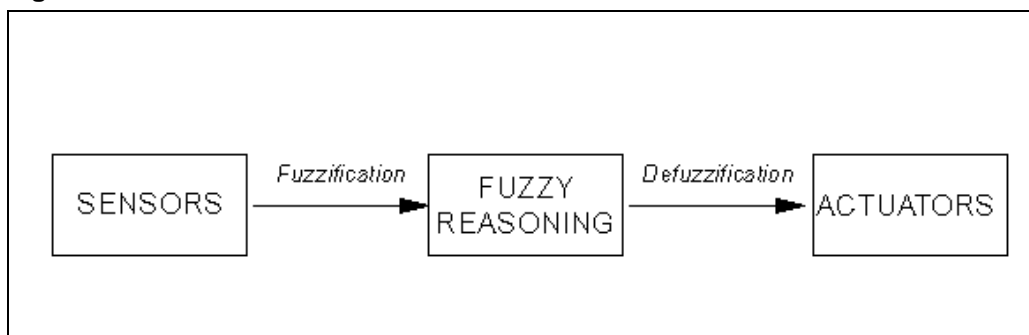 Fuzzification
Defuzzification
SENSORS
FUZZY
REASONING
ACTUATORS